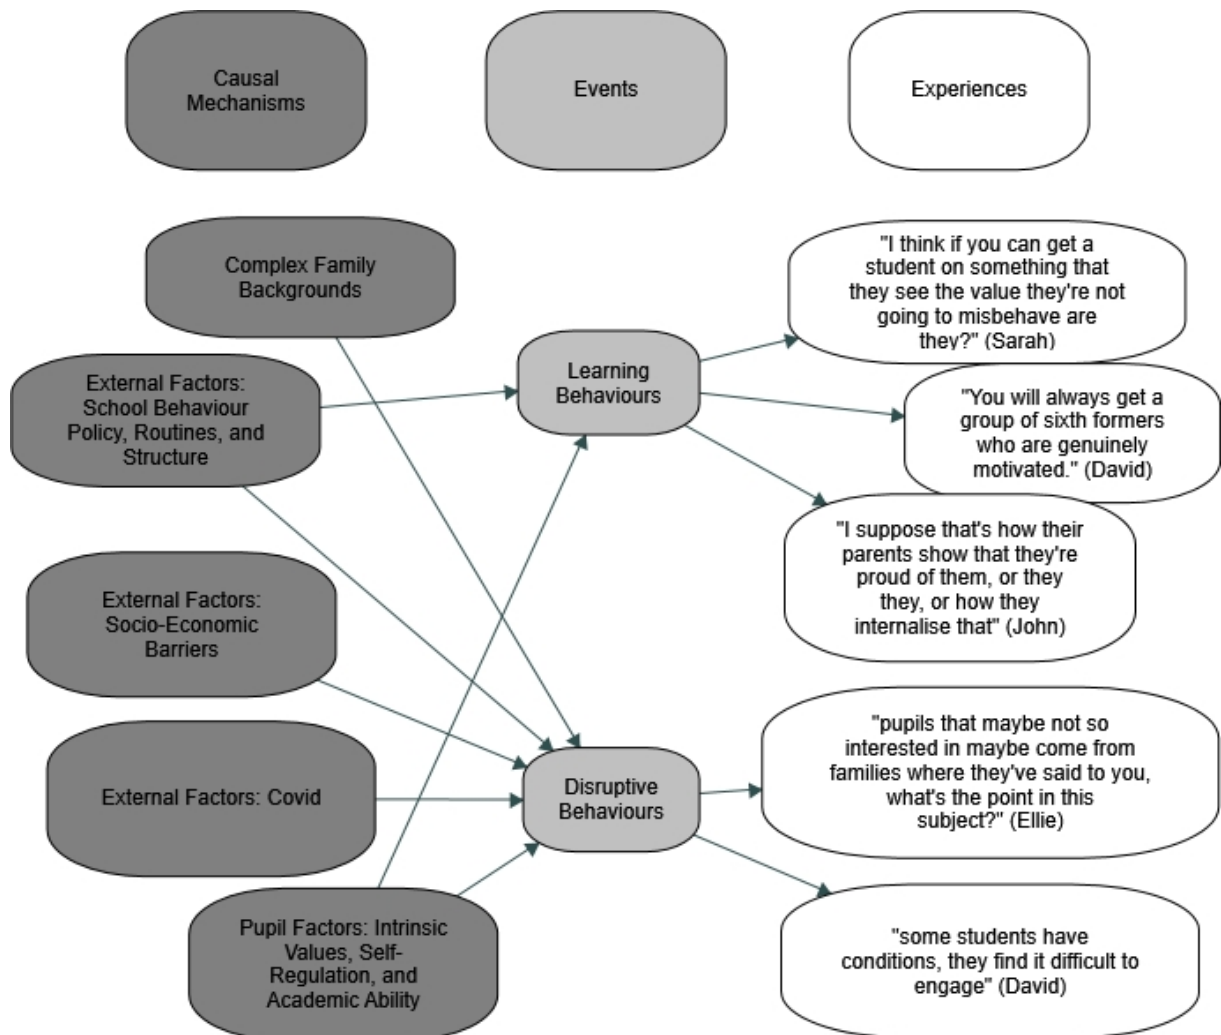 Causal
Mechanisms
Events
Experiences
Complex Family
Backgrounds
External Factors:
School Behaviour
Policy, Routines, and
Structure
External Factors:
Socio-Economic
Barriers
External Factors: Covid
Pupil Factors: Intrinsic
Values, Self-
Regulation, and
Academic Ability
Learning
Behaviours
Disruptive
Behaviours
"I think if you can get a
student on something that
they see the value they're not
going to misbehave are
they?" (Sarah)
"You will always get a
group of sixth formers
who are genuinely
motivated." (David)
"I suppose that's how their
parents show that they're
proud of them, or they
they, or how they
internalise that" (John)
"pupils that maybe not so
interested in maybe come from
families where they've said to you,
what's the point in this
subject?" (Ellie)
"some students have
conditions, they find it difficult to
engage" (David)